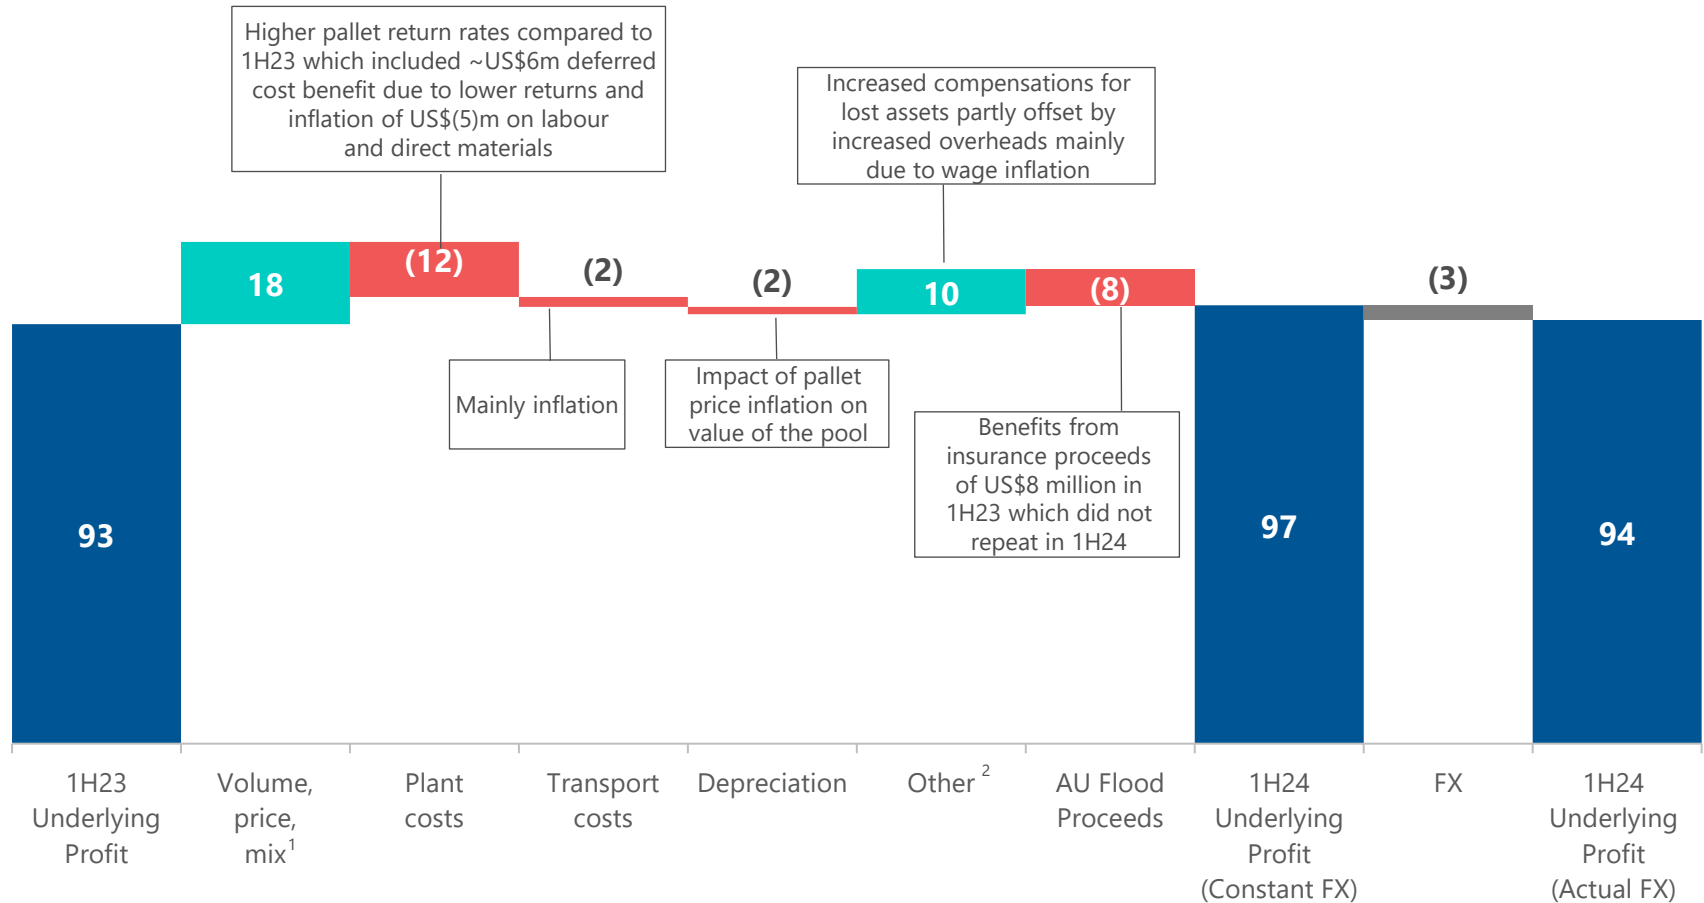 Higher pallet return rates compared to
1H23 which included ~US$6m deferred
cost benefit due to lower returns and
inflation of US$(5)m on labour
and direct materials
Increased compensations for
lost assets partly offset by
increased overheads mainly
due to wage inflation
18
(12)
(2)
(2)
10
(8)
(3)
Mainly inflation
Impact of pallet
price inflation on
value of the pool
Benefits from
insurance proceeds
of US$8 million in
1H23 which did not
repeat in 1H24
93
97
94
1H23
Underlying
Profit
Volume,
price,
mix1
Plant
costs
Transport
costs
Depreciation
Other 2
AU Flood
Proceeds
1H24
Underlying
Profit
(Constant FX)
FX
1H24
Underlying
Profit
(Actual FX)